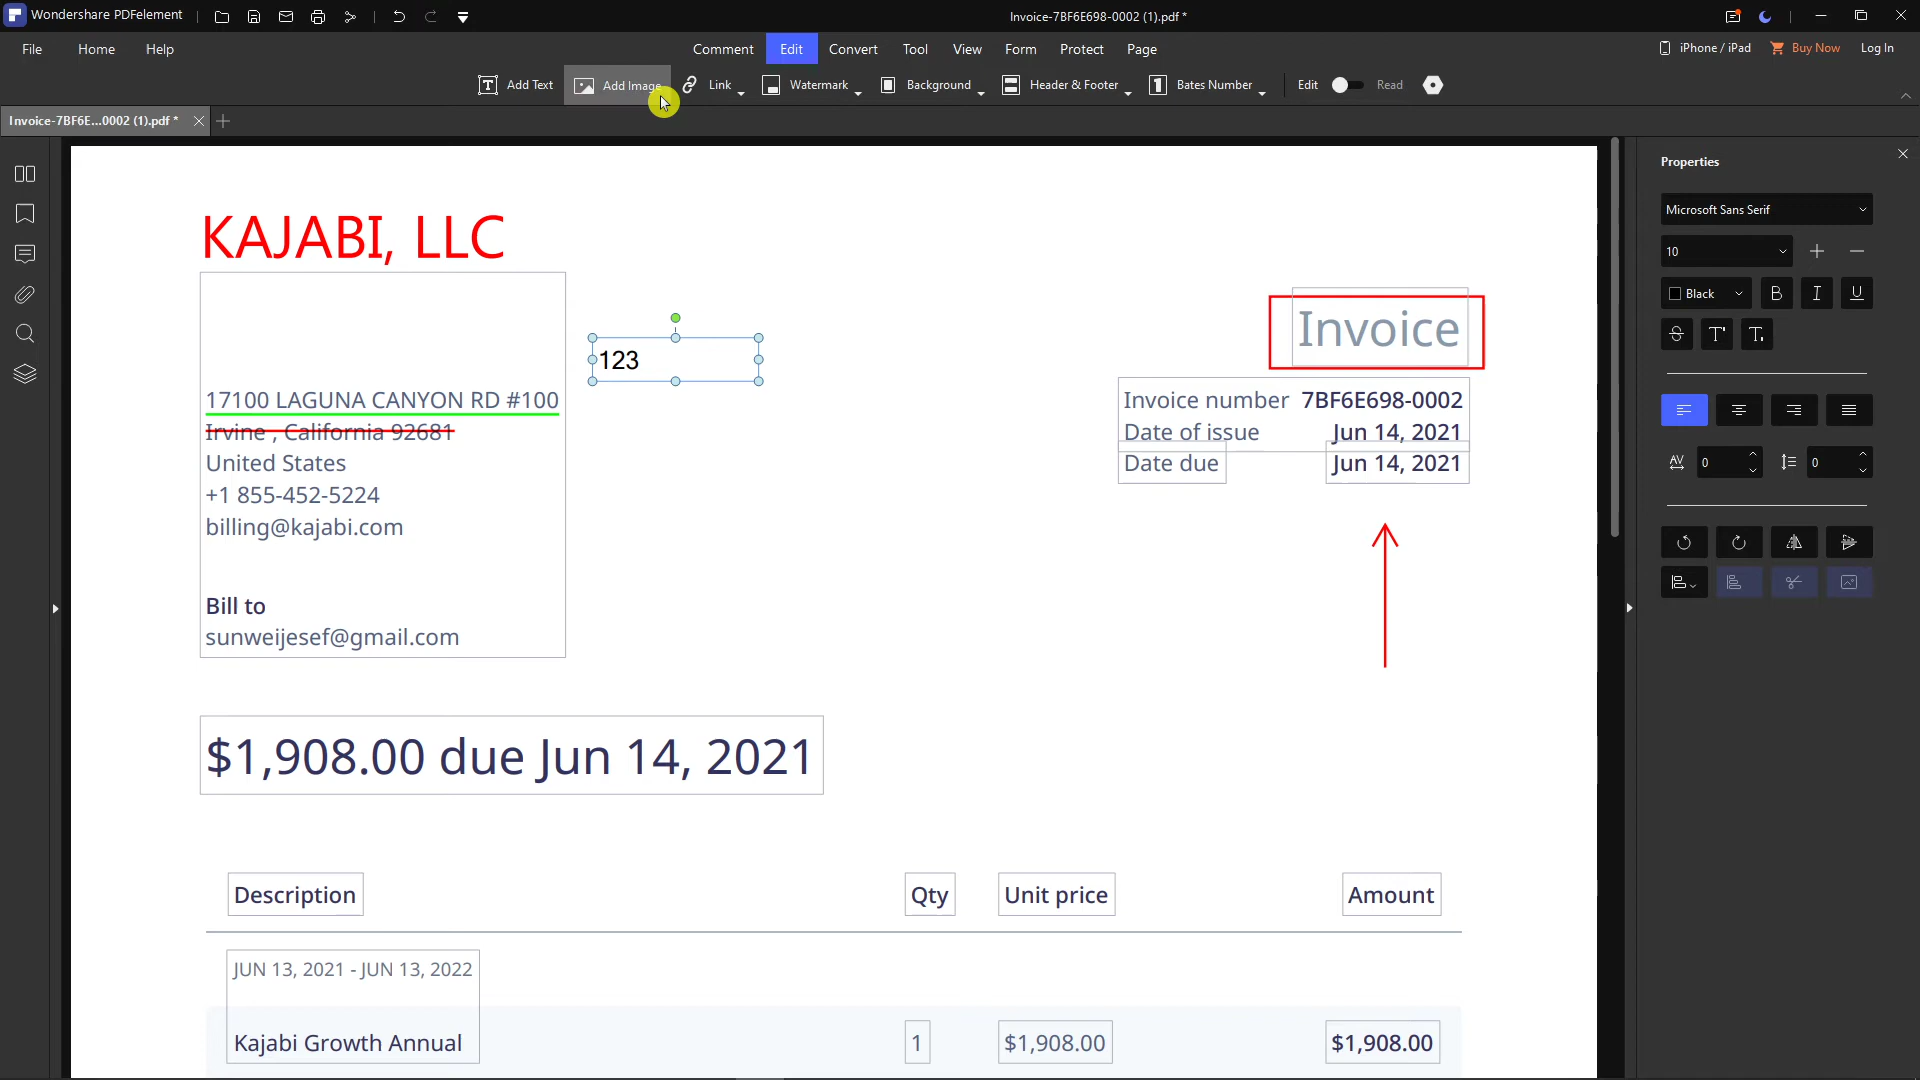 Wondershare PDFelement
Invoice-7BF6E698-0002 (1).pdf *
File Home Help
Comment Edit Convert Tool View Form Protect Page
iPhone / iPad Buy Now Log In
Add Text Add Image Link Watermark Background Header & Footer Bates Number Edit Read
Invoice-7BF6E...0002 (1).pdf *
Properties
Microsoft Sans Serif
10
Black
0 0
KAJABI, LLC
123
Invoice
17100 LAGUNA CANYON RD #100
Irvine , California 92681
United States
+1 855-452-5224
billing@kajabi.com
Invoice number 7BF6E698-0002
Date of issue Jun 14, 2021
Date due Jun 14, 2021
Bill to
sunweijesef@gmail.com
$1,908.00 due Jun 14, 2021
Description Qty Unit price Amount
JUN 13, 2021 - JUN 13, 2022
Kajabi Growth Annual 1 $1,908.00 $1,908.00